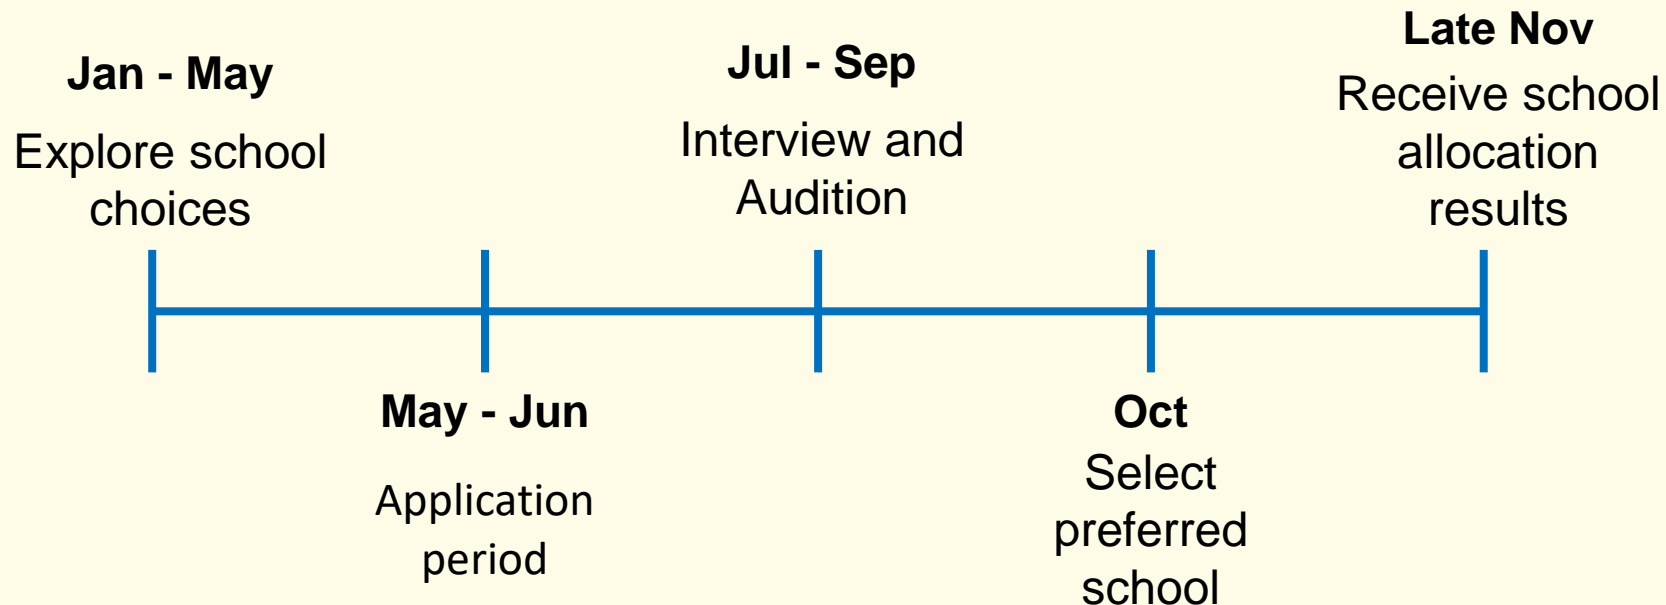 Jan - May
Explore school
choices
May - Jun
Application
period
Jul - Sep
Interview and
Audition
Oct
Select
preferred
school
Late Nov
Receive school
allocation
results